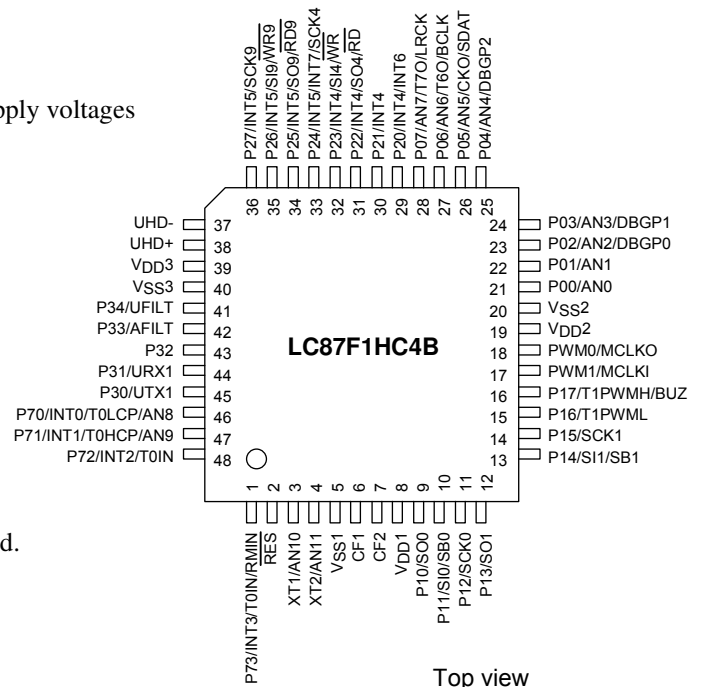 pply voltages
d.
P27/INT5/SCK9
P26/INT5/SI9/WR9
P25/INT5/SO9/RD9
P24/INT5/INT7/SCK4
P23/INT4/SI4/WR
P22/INT4/SO4/RD
P21/INT4
P20/INT4/INT6
P07/AN7/T7O/LRCK
P06/AN6/T6O/BCLK
P05/AN5/CKO/SDAT
P04/AN4/DBGP2
36 35 34 33 32 31 30 29 28 27 26 25
UHD- 37
UHD+ 38
VDD3 39
VSS3 40
P34/UFILT 41
P33/AFILT 42
P32 43
P31/URX1 44
P30/UTX1 45
P70/INT0/T0LCP/AN8 46
P71/INT1/T0HCP/AN9 47
P72/INT2/T0IN 48
LC87F1HC4B
24 P03/AN3/DBGP1
23 P02/AN2/DBGP0
22 P01/AN1
21 P00/AN0
20 VSS2
19 VDD2
18 PWM0/MCLKO
17 PWM1/MCLKI
16 P17/T1PWMH/BUZ
15 P16/T1PWML
14 P15/SCK1
13 P14/SI1/SB1
1 2 3 4 5 6 7 8 9 10 11 12
P73/INT3/T0IN/RMIN
RES
XT1/AN10
XT2/AN11
VSS1
CF1
CF2
VDD1
P10/SO0
P11/SI0/SB0
P12/SCK0
P13/SO1
Top view